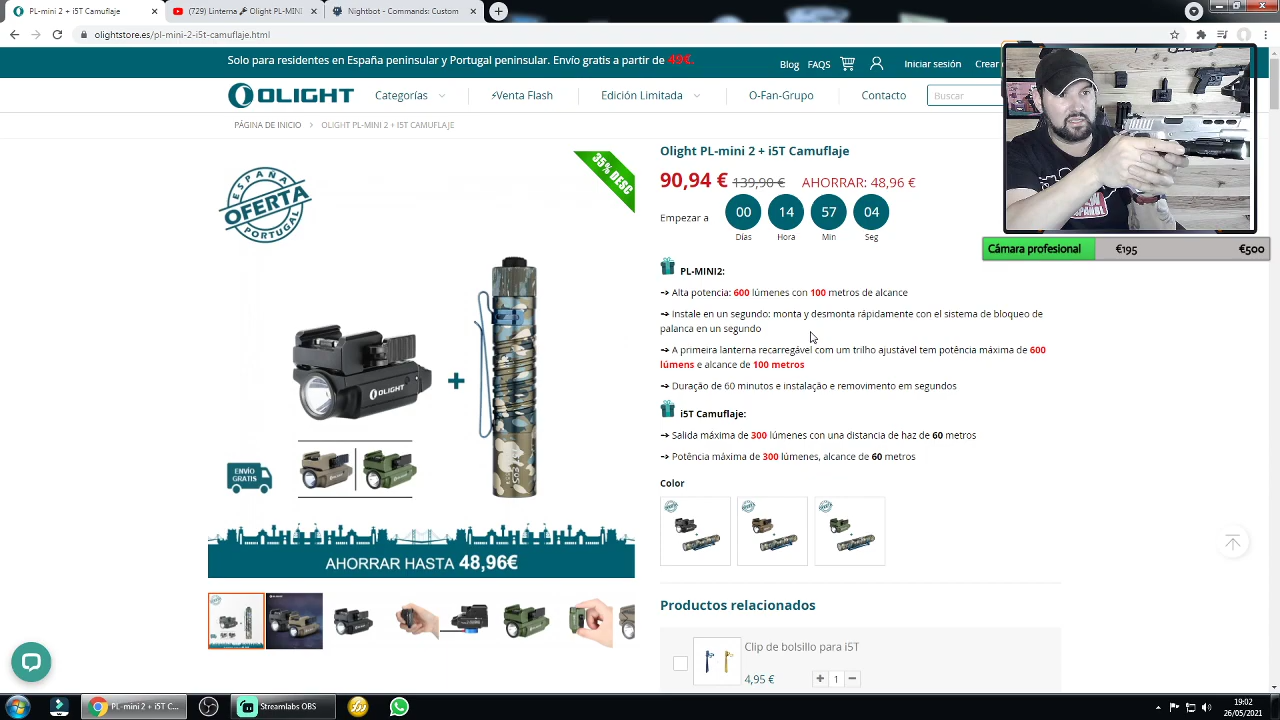 PL-mini 2 + i5T Camuflaje
(729) Linterna 🔎 Olight PL-MINI
Nightbot - Commands: Custom
olightstore.es/pl-mini-2-i5t-camuflaje.html
Solo para residentes en España peninsular y Portugal peninsular. Envío gratis a partir de 49€.
Blog FAQS Iniciar sesión Crear
OLIGHT
Categorías
⚡Venta Flash
Edición Limitada
O-Fan-Grupo
Contacto
Buscar
PÁGINA DE INICIO > OLIGHT PL-MINI 2 + I5T CAMUFLAJE
ESPAÑA
OFERTA
PORTUGAL
35% DESC
OLIGHT
ENVÍO
GRATIS
AHORRAR HASTA 48,96€
Olight PL-mini 2 + i5T Camuflaje
90,94 € 139,90 € AHORRAR: 48,96 €
Empezar a
00 14 57 04
Días Hora Min Seg
PL-MINI2:
→ Alta potencia: 600 lúmenes con 100 metros de alcance
→ Instale en un segundo: monta y desmonta rápidamente con el sistema de bloqueo de
palanca en un segundo
→ A primeira lanterna recarregável com um trilho ajustável tem potência máxima de 600
lúmens e alcance de 100 metros
→ Duração de 60 minutos e instalação e removimento em segundos
i5T Camuflaje:
→ Salida máxima de 300 lúmenes con una distancia de haz de 60 metros
→ Potência máxima de 300 lúmenes, alcance de 60 metros
Color
Productos relacionados
Clip de bolsillo para i5T
4,95 €
+ 1 −
Cámara profesional €195 €500
PL-mini 2 + i5T C...
Streamlabs OBS
19:02
26/05/2021